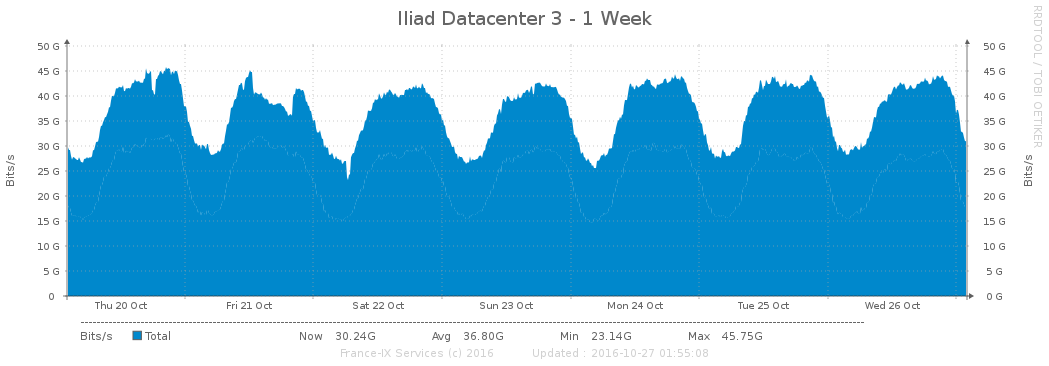 Iliad Datacenter 3 - 1 Week
RRDTOOL / TOBI OETIKER
Bits/s
50 G 50 G
45 G 45 G
40 G 40 G
35 G 35 G
30 G 30 G
25 G 25 G
20 G 20 G
15 G 15 G
10 G 10 G
5 G 5 G
0 0 G
Bits/s
Thu 20 Oct Fri 21 Oct Sat 22 Oct Sun 23 Oct Mon 24 Oct Tue 25 Oct Wed 26 Oct
Bits/s Total Now 30.24G Avg 36.80G Min 23.14G Max 45.75G
France-IX Services (c) 2016 Updated : 2016-10-27 01:55:08